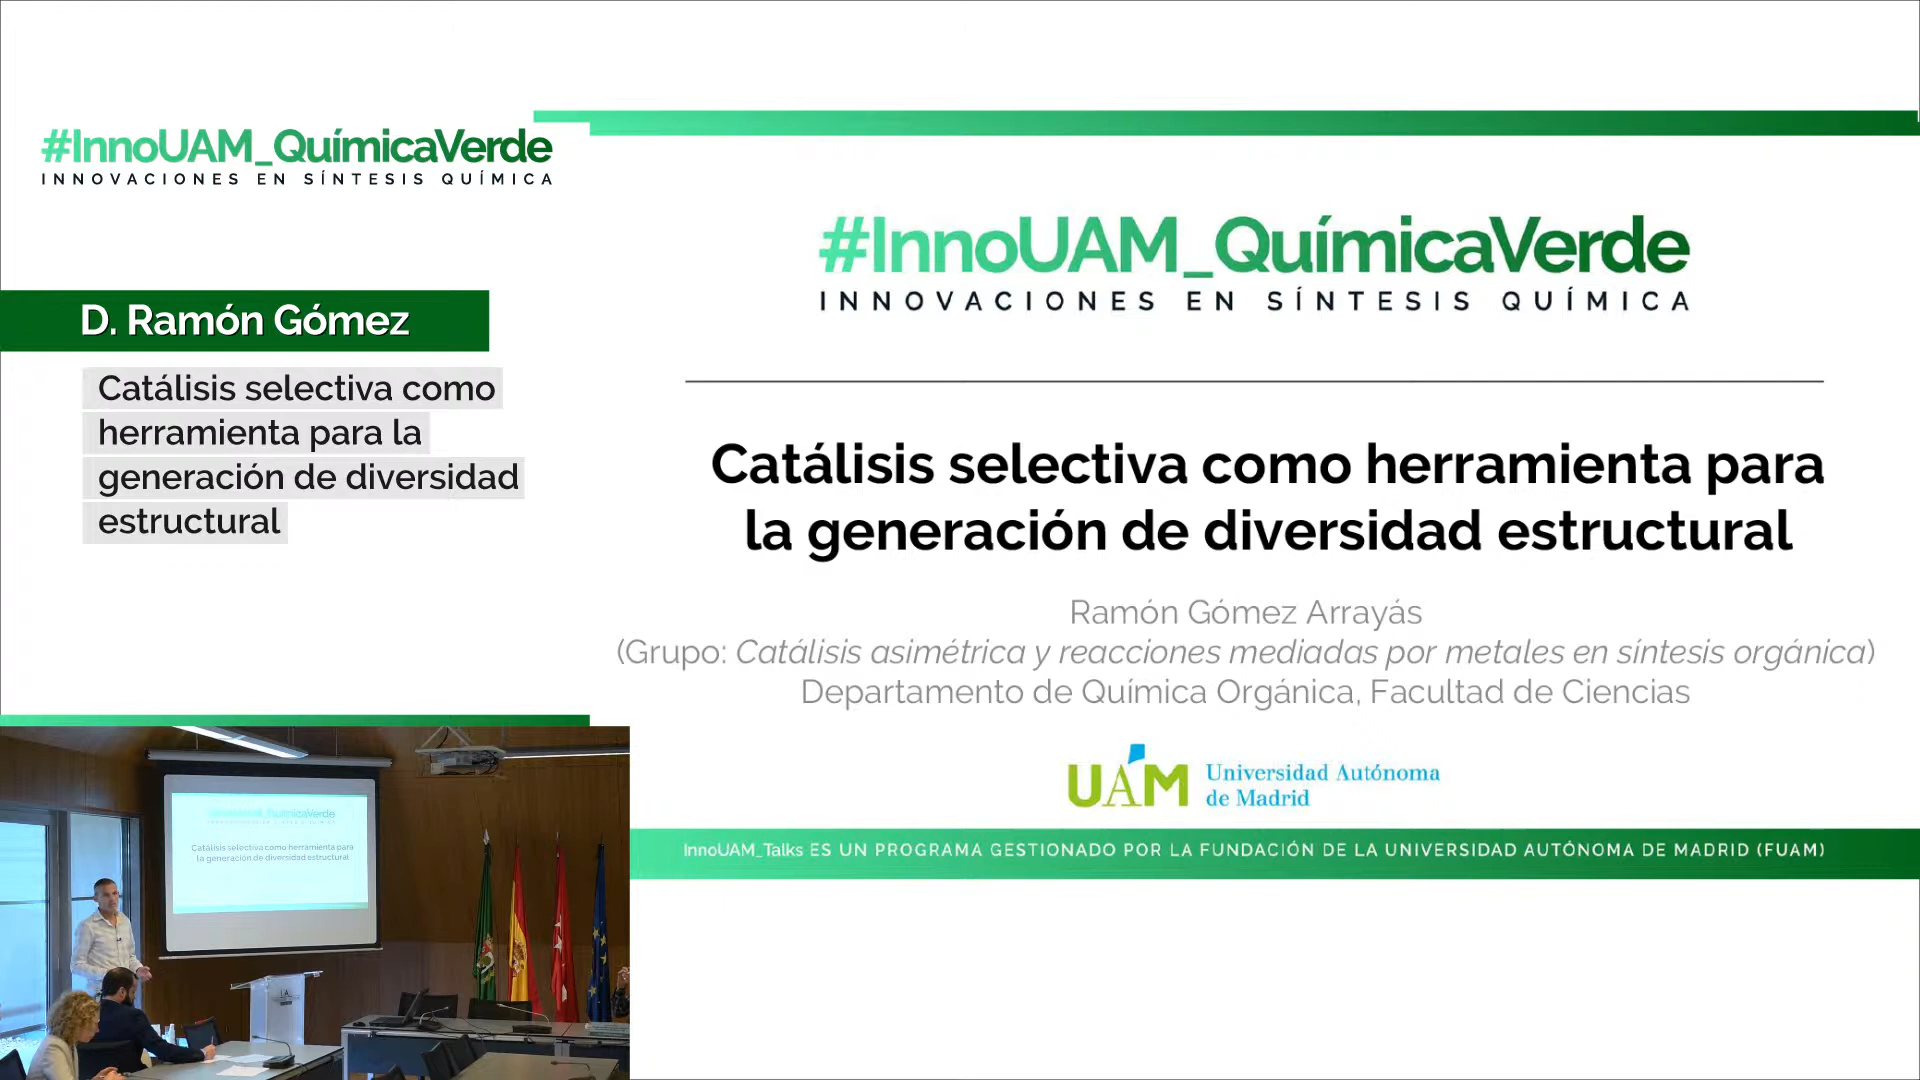 #InnoUAM_QuímicaVerde
INNOVACIONES EN SÍNTESIS QUÍMICA
D. Ramón Gómez
Catálisis selectiva como
herramienta para la
generación de diversidad
estructural
#InnoUAM_QuímicaVerde
INNOVACIONES EN SÍNTESIS QUÍMICA
Catálisis selectiva como herramienta para
la generación de diversidad estructural
Ramón Gómez Arrayás
(Grupo: Catálisis asimétrica y reacciones mediadas por metales en síntesis orgánica)
Departamento de Química Orgánica, Facultad de Ciencias
UAM Universidad Autónoma
de Madrid
InnoUAM_Talks ES UN PROGRAMA GESTIONADO POR LA FUNDACIÓN DE LA UNIVERSIDAD AUTÓNOMA DE MADRID (FUAM)
#InnoUAM_QuímicaVerde
Catálisis selectiva como herramienta para
la generación de diversidad estructural